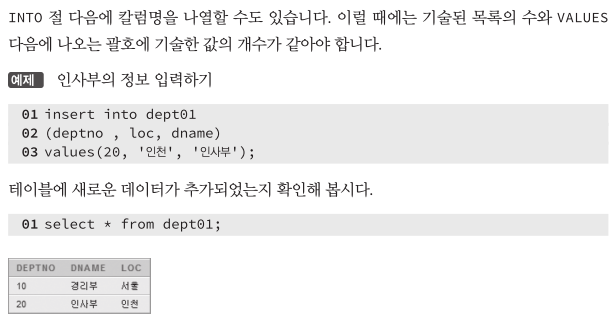 INTO 절 다음에 칼럼명을 나열할 수도 있습니다. 이럴 때에는 기술된 목록의 수와 VALUES
다음에 나오는 괄호에 기술한 값의 개수가 같아야 합니다.
예제 인사부의 정보 입력하기
01 insert into dept01
02 (deptno , loc, dname)
03 values(20, '인천', '인사부');
테이블에 새로운 데이터가 추가되었는지 확인해 봅시다.
01 select * from dept01;
DEPTNO DNAME LOC
10 경리부 서울
20 인사부 인천